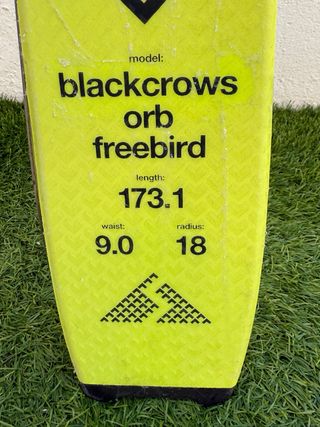 model:
blackcrows
orb
freebird
length:
173.1
waist: radius:
9.0 18